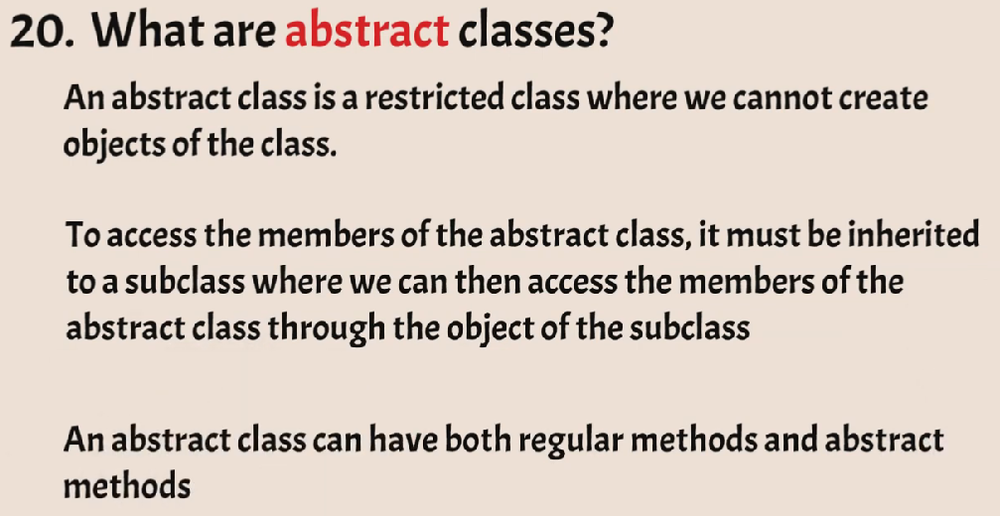 20. What are abstract classes?
An abstract class is a restricted class where we cannot create
objects of the class.
To access the members of the abstract class, it must be inherited
to a subclass where we can then access the members of the
abstract class through the object of the subclass
An abstract class can have both regular methods and abstract
methods